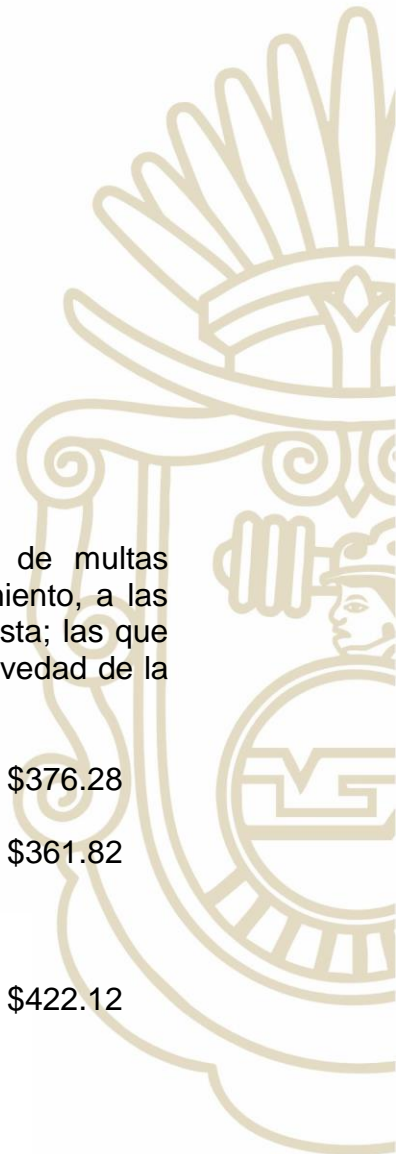 de multas
miento, a las
sta; las que
vedad de la
$376.28
$361.82
$422.12